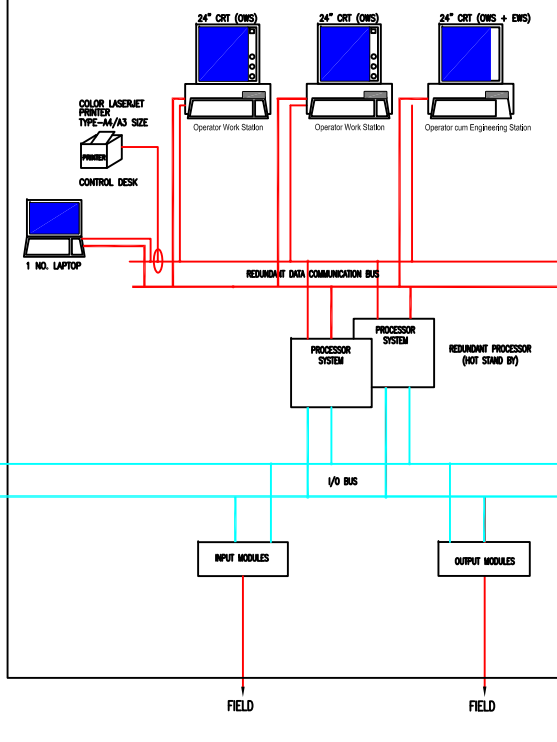 24" CRT (OWS)
24" CRT (OWS)
24" CRT (OWS + EWS)
Operator Work Station
Operator Work Station
Operator cum Engineering Station
COLOR LASERJET
PRINTER
TYPE-A4/A3 SIZE
PRINTER
CONTROL DESK
1 NO. LAPTOP
REDUNDANT DATA COMMUNICATION BUS
PROCESSOR
SYSTEM
PROCESSOR
SYSTEM
REDUNDANT PROCESSOR
(HOT STAND BY)
I/O BUS
INPUT MODULES
OUTPUT MODULES
FIELD
FIELD